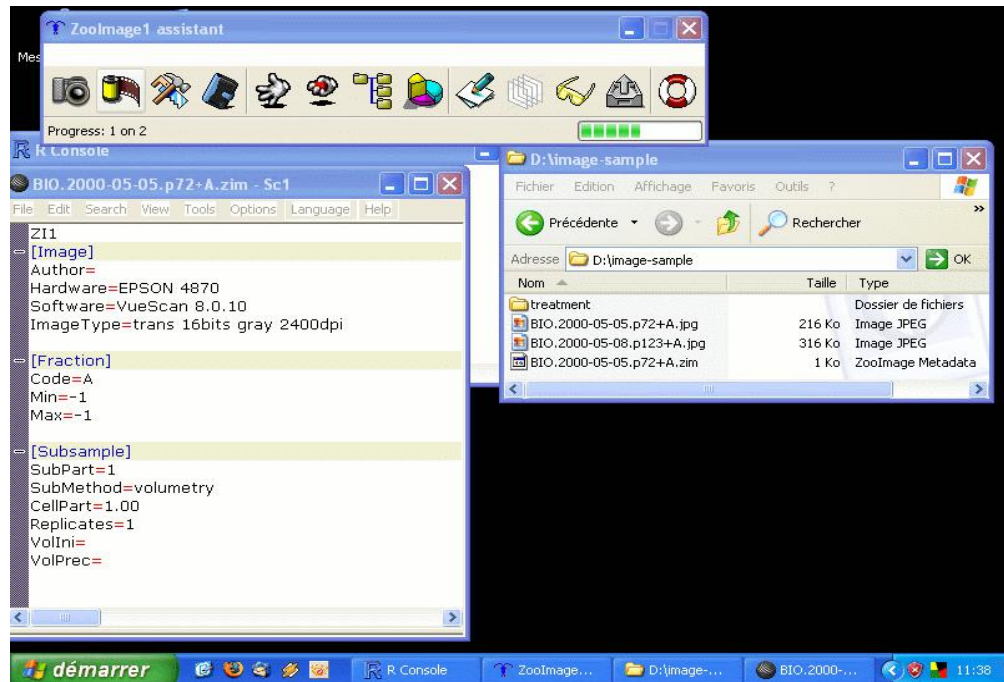 ZooImage1 assistant
Mes
Progress: 1 on 2
R Console
BIO.2000-05-05.p72+A.zim - Sc1
File Edit Search View Tools Options Language Help
ZI1
[Image]
Author=
Hardware=EPSON 4870
Software=VueScan 8.0.10
ImageType=trans 16bits gray 2400dpi
[Fraction]
Code=A
Min=-1
Max=-1
[Subsample]
SubPart=1
SubMethod=volumetry
CellPart=1.00
Replicates=1
VolIni=
VolPrec=
D:\image-sample
Fichier Edition Affichage Favoris Outils ?
Précédente Rechercher »
Adresse D:\image-sample OK
Nom Taille Type
treatment Dossier de fichiers
BIO.2000-05-05.p72+A.jpg 216 Ko Image JPEG
BIO.2000-05-08.p123+A.jpg 316 Ko Image JPEG
BIO.2000-05-05.p72+A.zim 1 Ko ZooImage Metadata
démarrer R Console ZooImage... D:\image-... BIO.2000-... 11:38